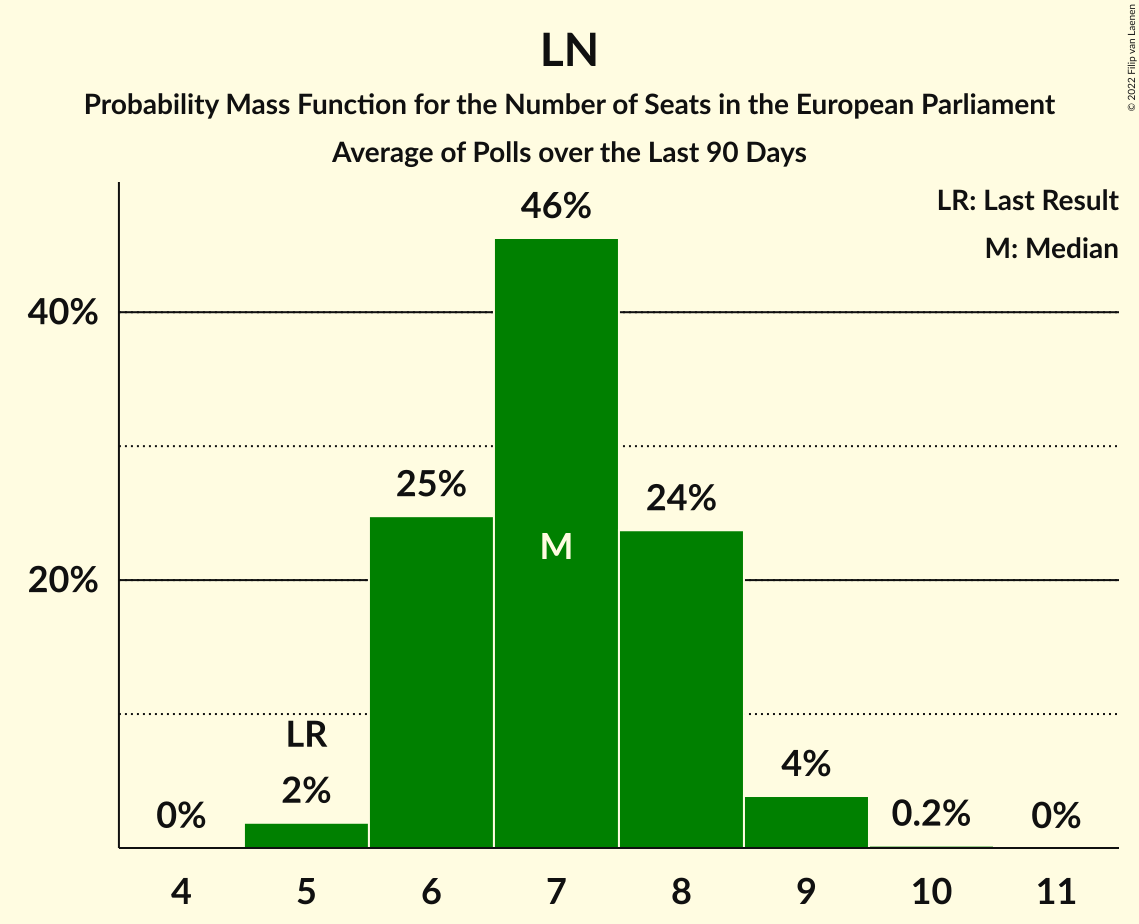 LN
Probability Mass Function for the Number of Seats in the European Parliament
Average of Polls over the Last 90 Days
© 2022 Filip van Laenen
LR: Last Result
M: Median
46%
40%
25%
24%
M
20%
LR
0%
2%
4%
0.2%
0%
4 5 6 7 8 9 10 11